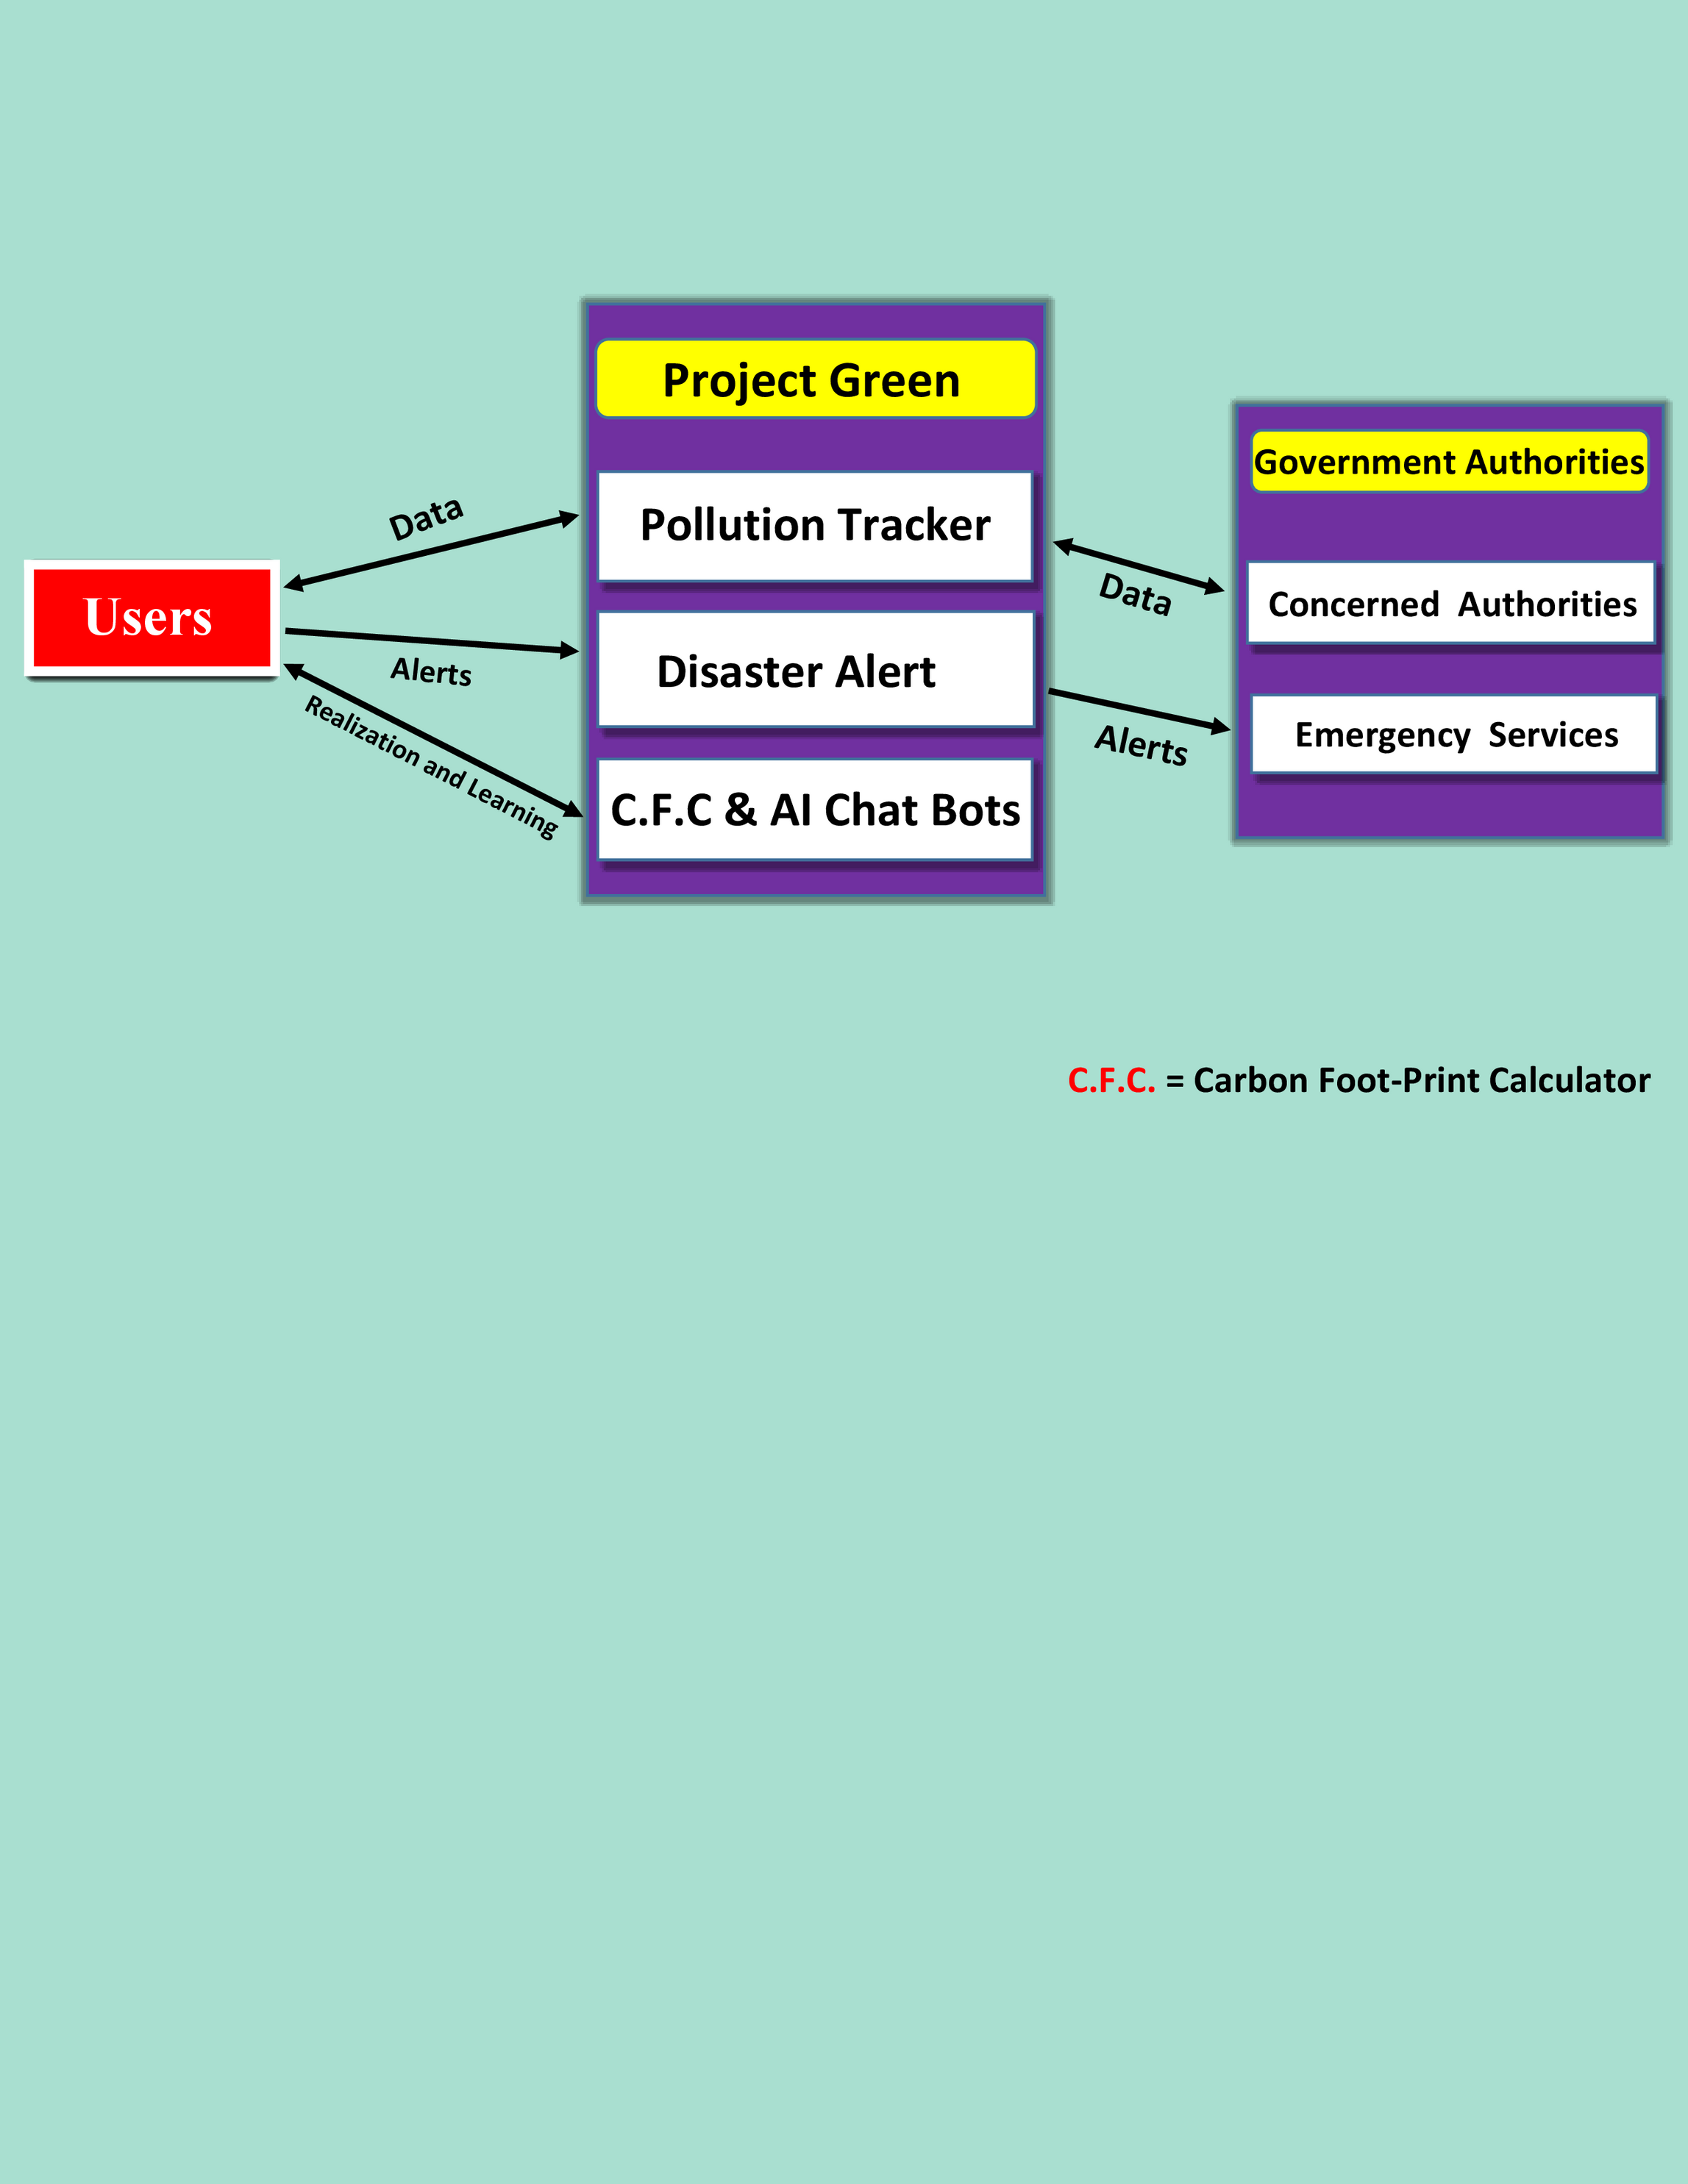 Project Green
Government Authorities
Data
Pollution Tracker
Users
Data
Concerned Authorities
Alerts
Disaster Alert
Realization and Learning
Alerts
Emergency Services
C.F.C & AI Chat Bots
C.F.C. = Carbon Foot-Print Calculator